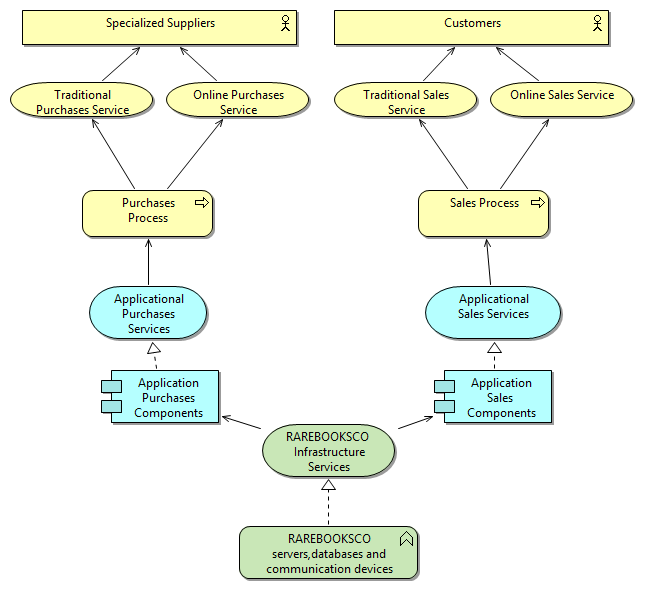 Specialized Suppliers
Customers
Traditional
Purchases Service
Online Purchases
Service
Traditional Sales
Service
Online Sales Service
Purchases
Process
Sales Process
Applicational
Purchases
Services
Applicational
Sales Services
Application
Purchases
Components
Application
Sales
Components
RAREBOOKSCO
Infrastructure
Services
RAREBOOKSCO
servers,databases and
communication devices